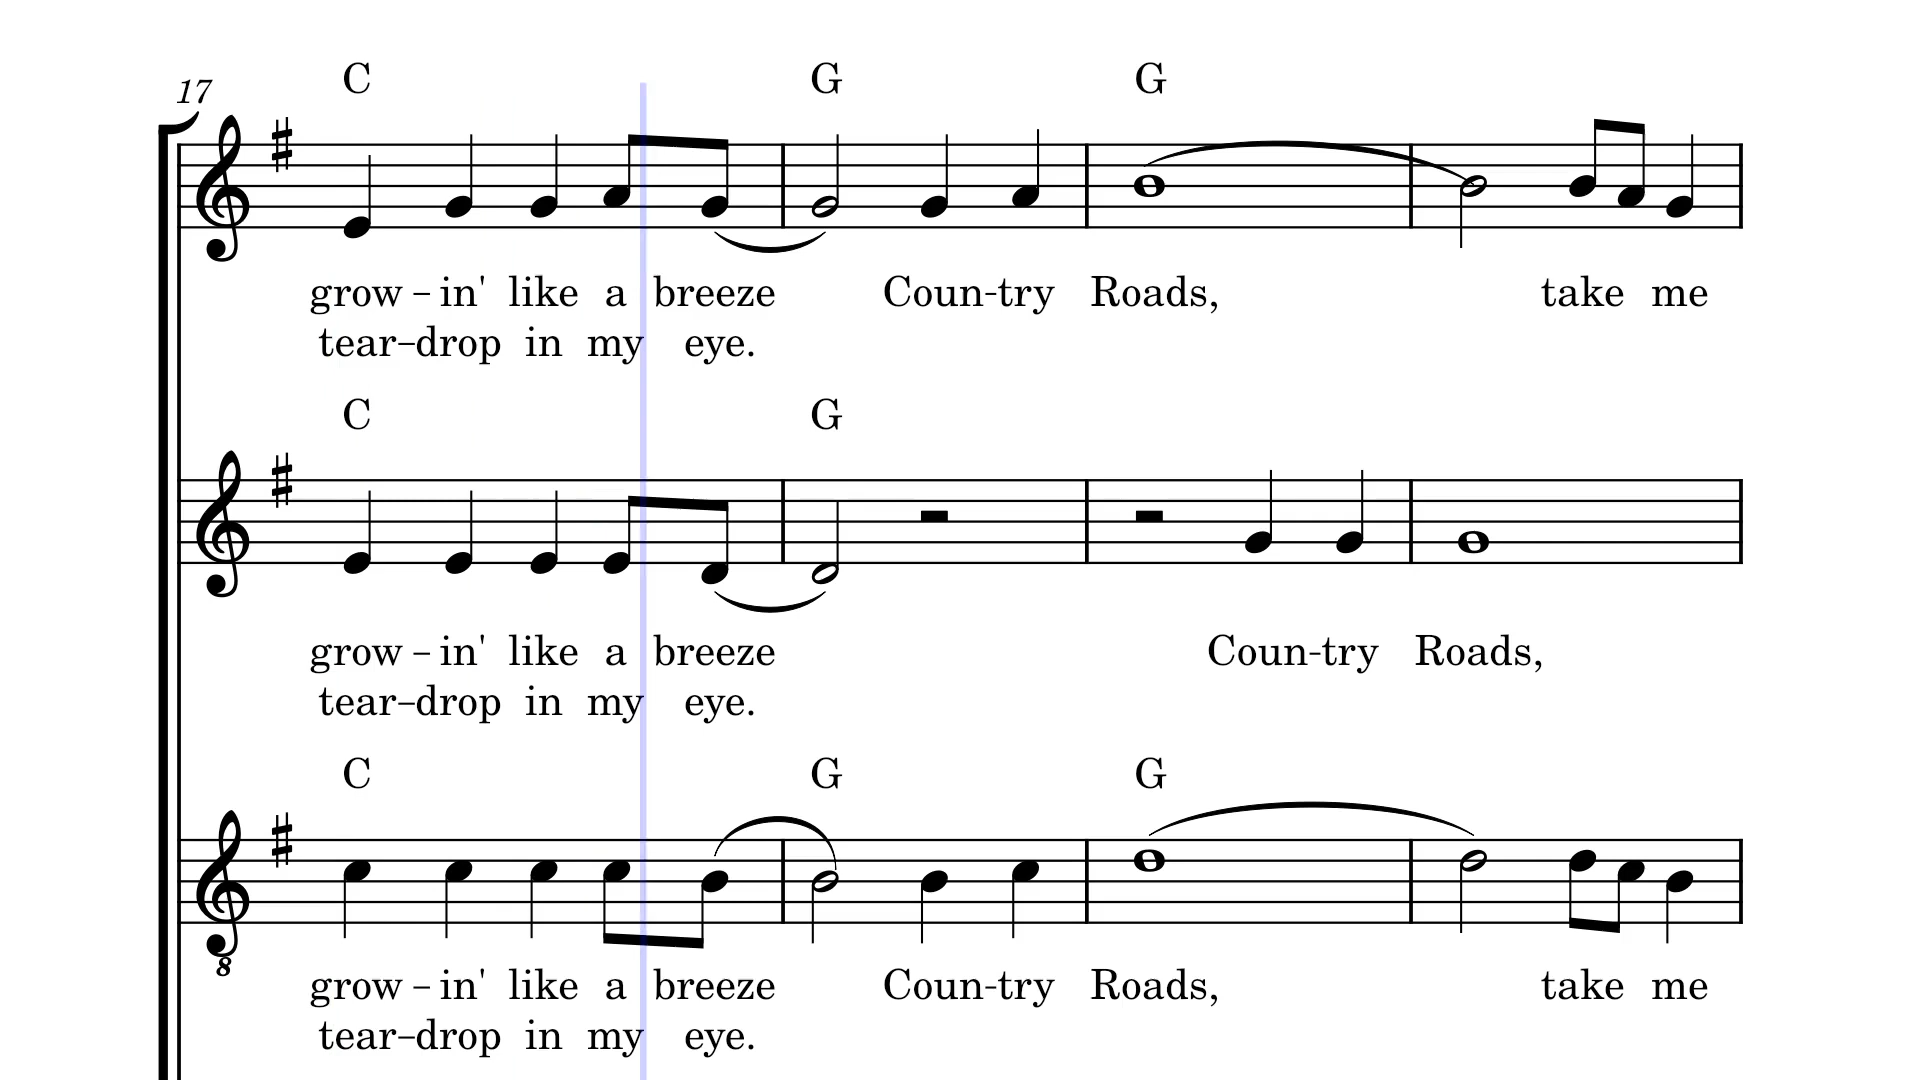 17
C G G
grow – in' like a breeze Coun-try Roads, take me
tear–drop in my eye.
C G
grow – in' like a breeze Coun-try Roads,
tear–drop in my eye.
C G G
8
grow – in' like a breeze Coun-try Roads, take me
tear–drop in my eye.